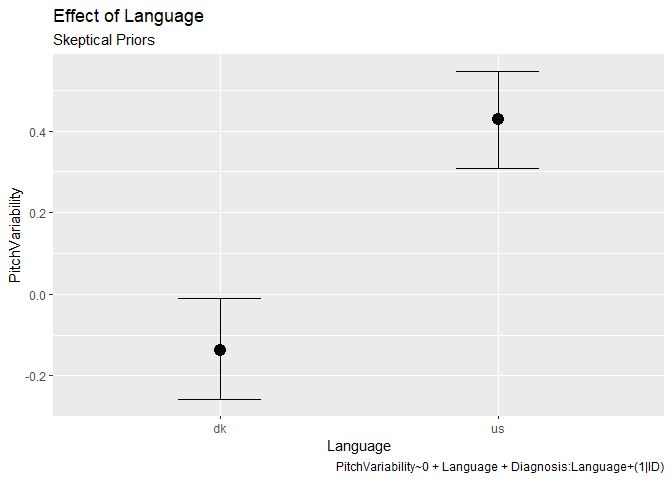 Effect of Language
Skeptical Priors
PitchVariability
0.4
0.2
0.0
-0.2
dk us
Language
PitchVariability~0 + Language + Diagnosis:Language+(1|ID)